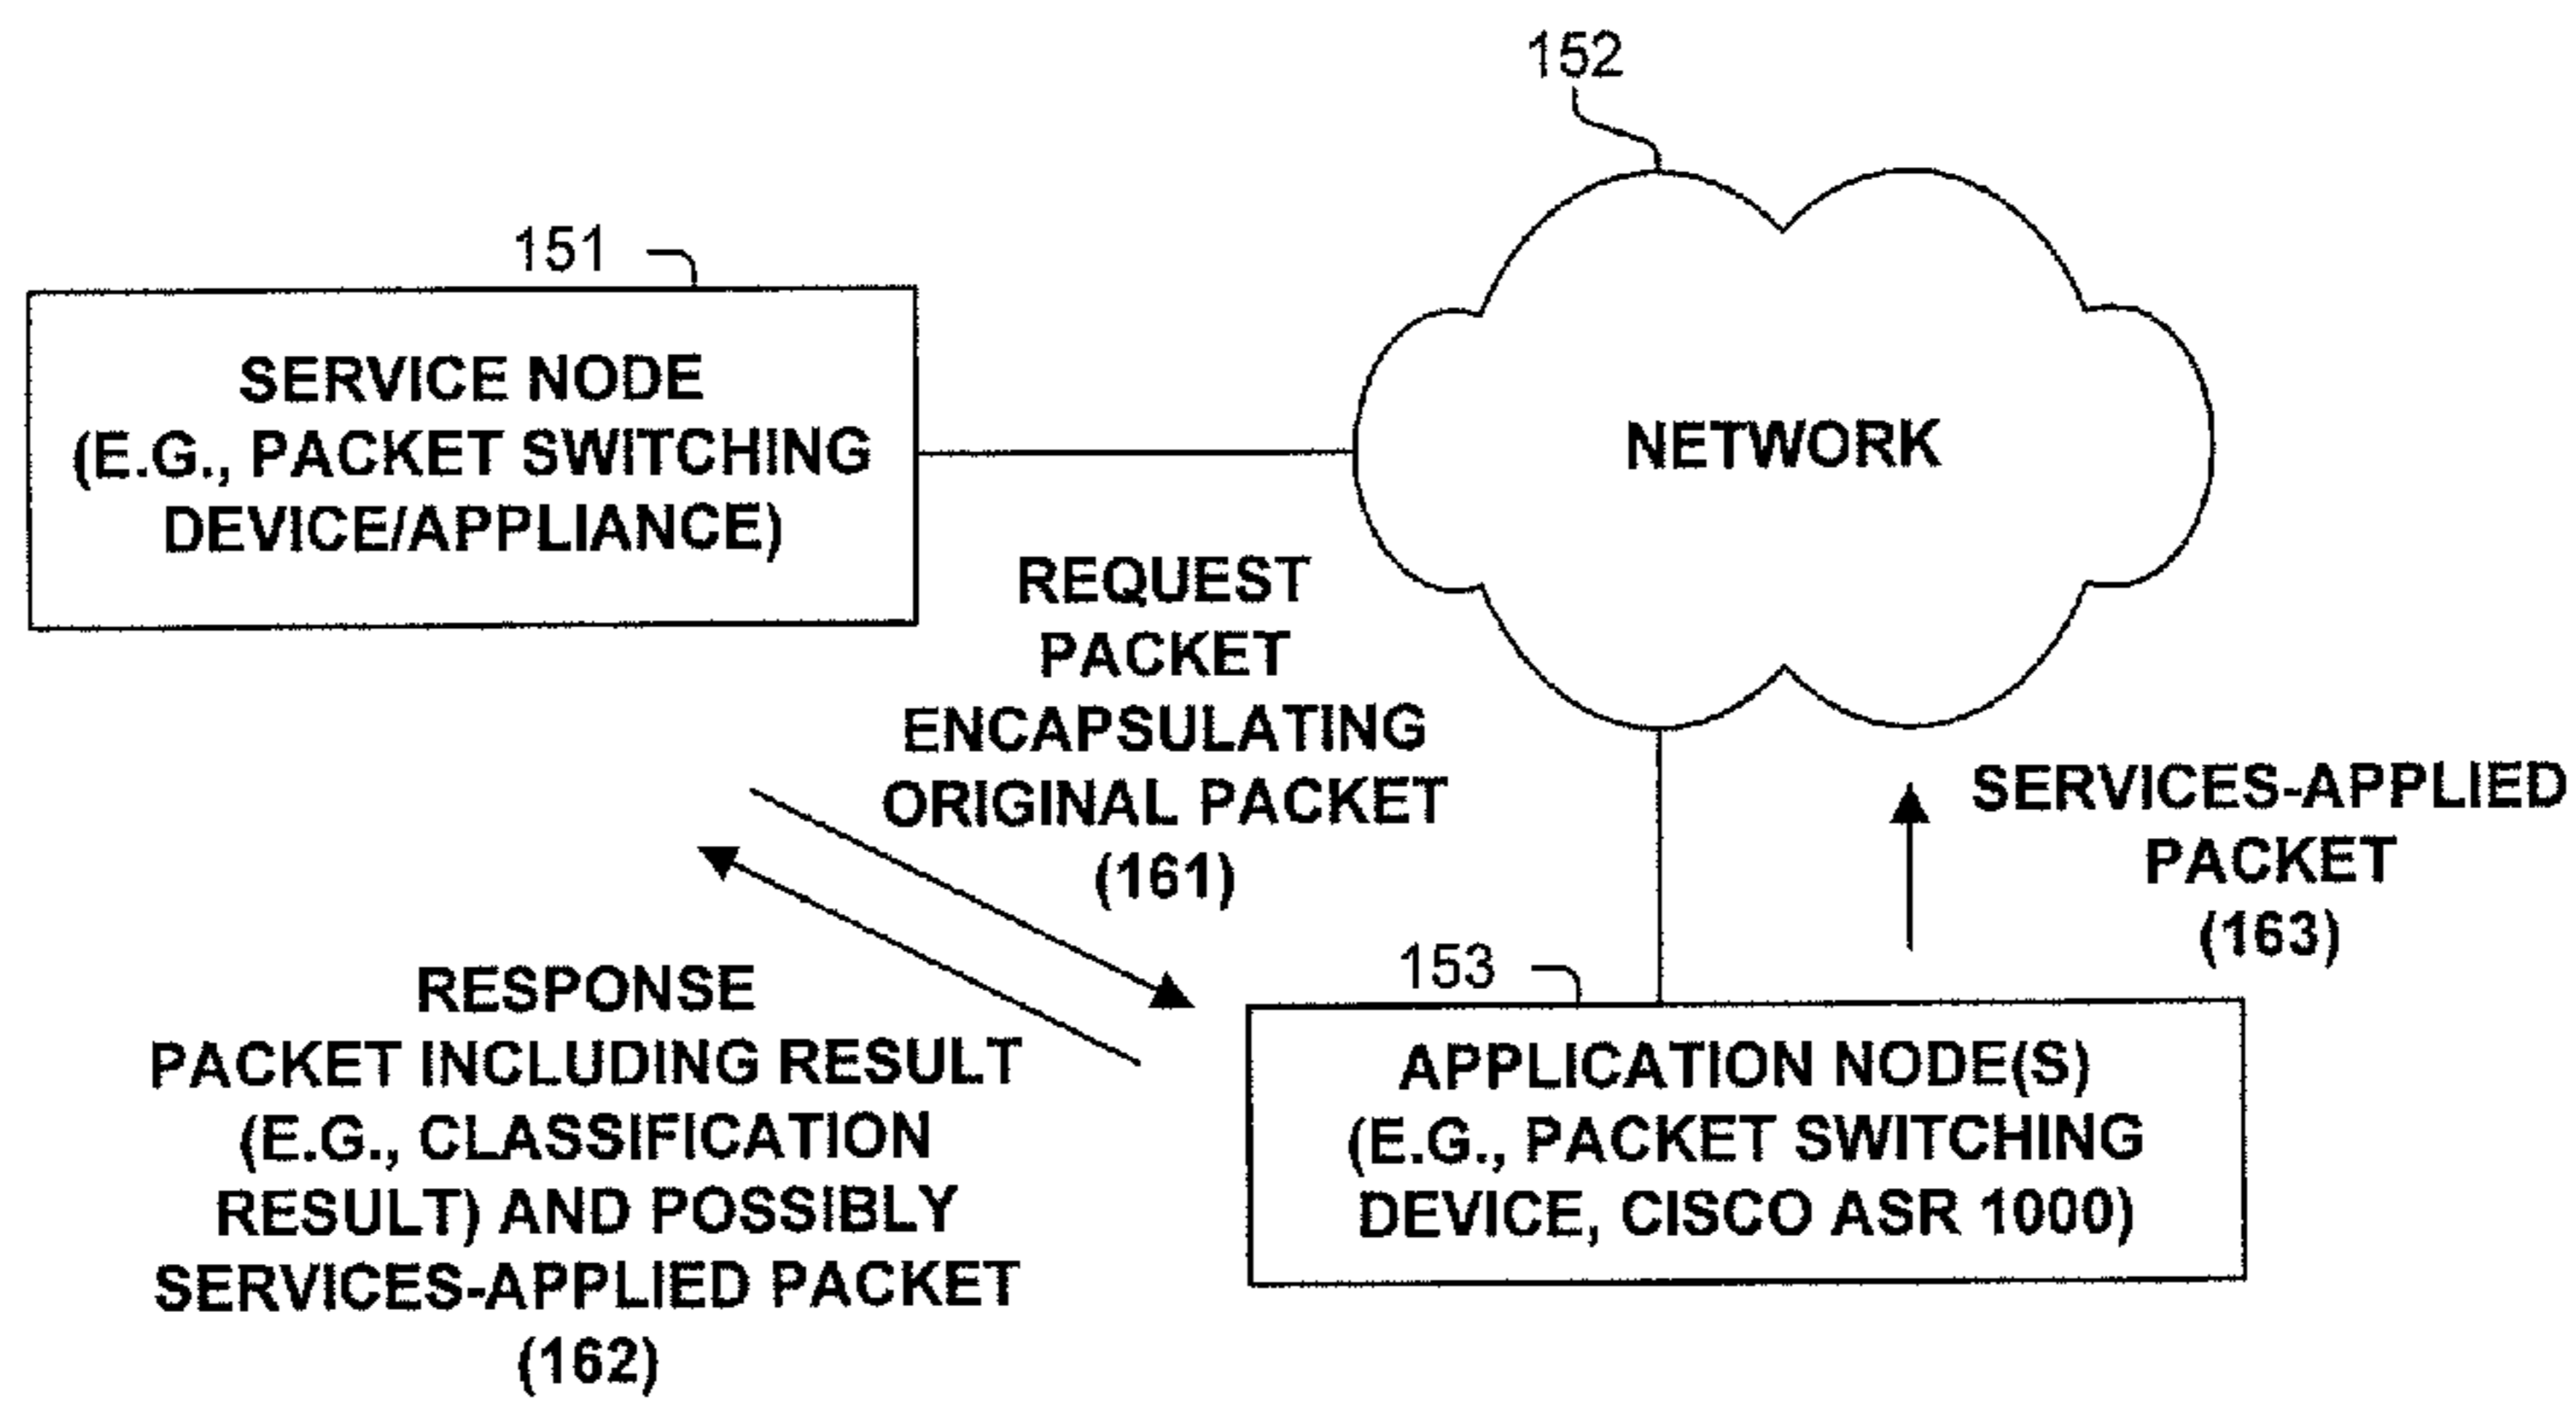 152
151
SERVICE NODE
(E.G., PACKET SWITCHING
DEVICE/APPLIANCE)
NETWORK
REQUEST
PACKET
ENCAPSULATING
ORIGINAL PACKET
(161)
SERVICES-APPLIED
PACKET
(163)
RESPONSE
PACKET INCLUDING RESULT
(E.G., CLASSIFICATION
RESULT) AND POSSIBLY
SERVICES-APPLIED PACKET
(162)
153
APPLICATION NODE(S)
(E.G., PACKET SWITCHING
DEVICE, CISCO ASR 1000)